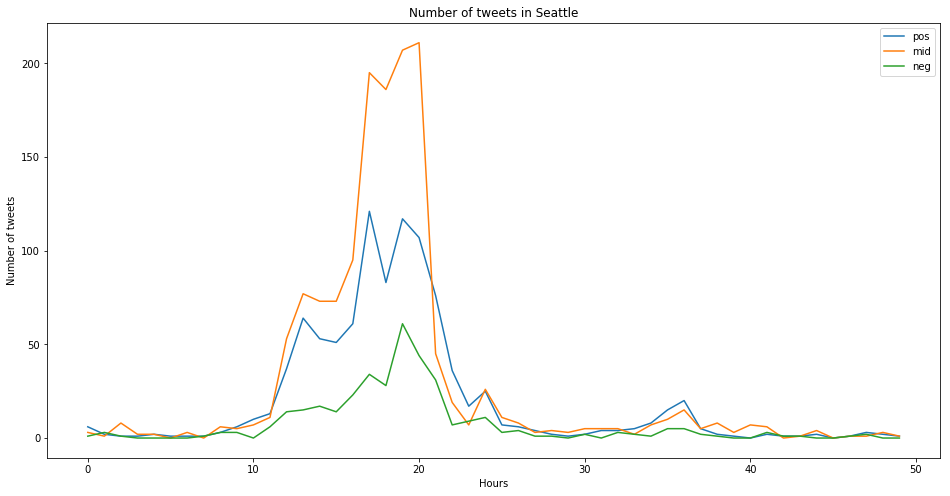 Number of tweets in Seattle
pos
mid
neg
200
150
100
50
0
Number of tweets
0 10 20 30 40 50
Hours